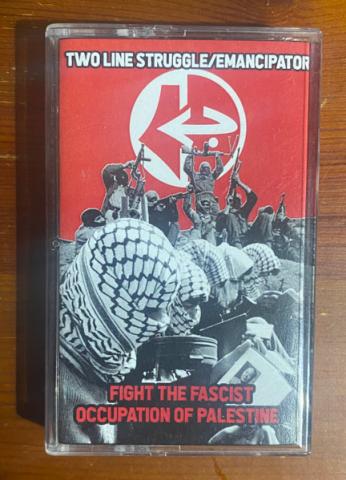 TWO LINE STRUGGLE/EMANCIPATOR
FIGHT THE FASCIST
OCCUPATION OF PALESTINE